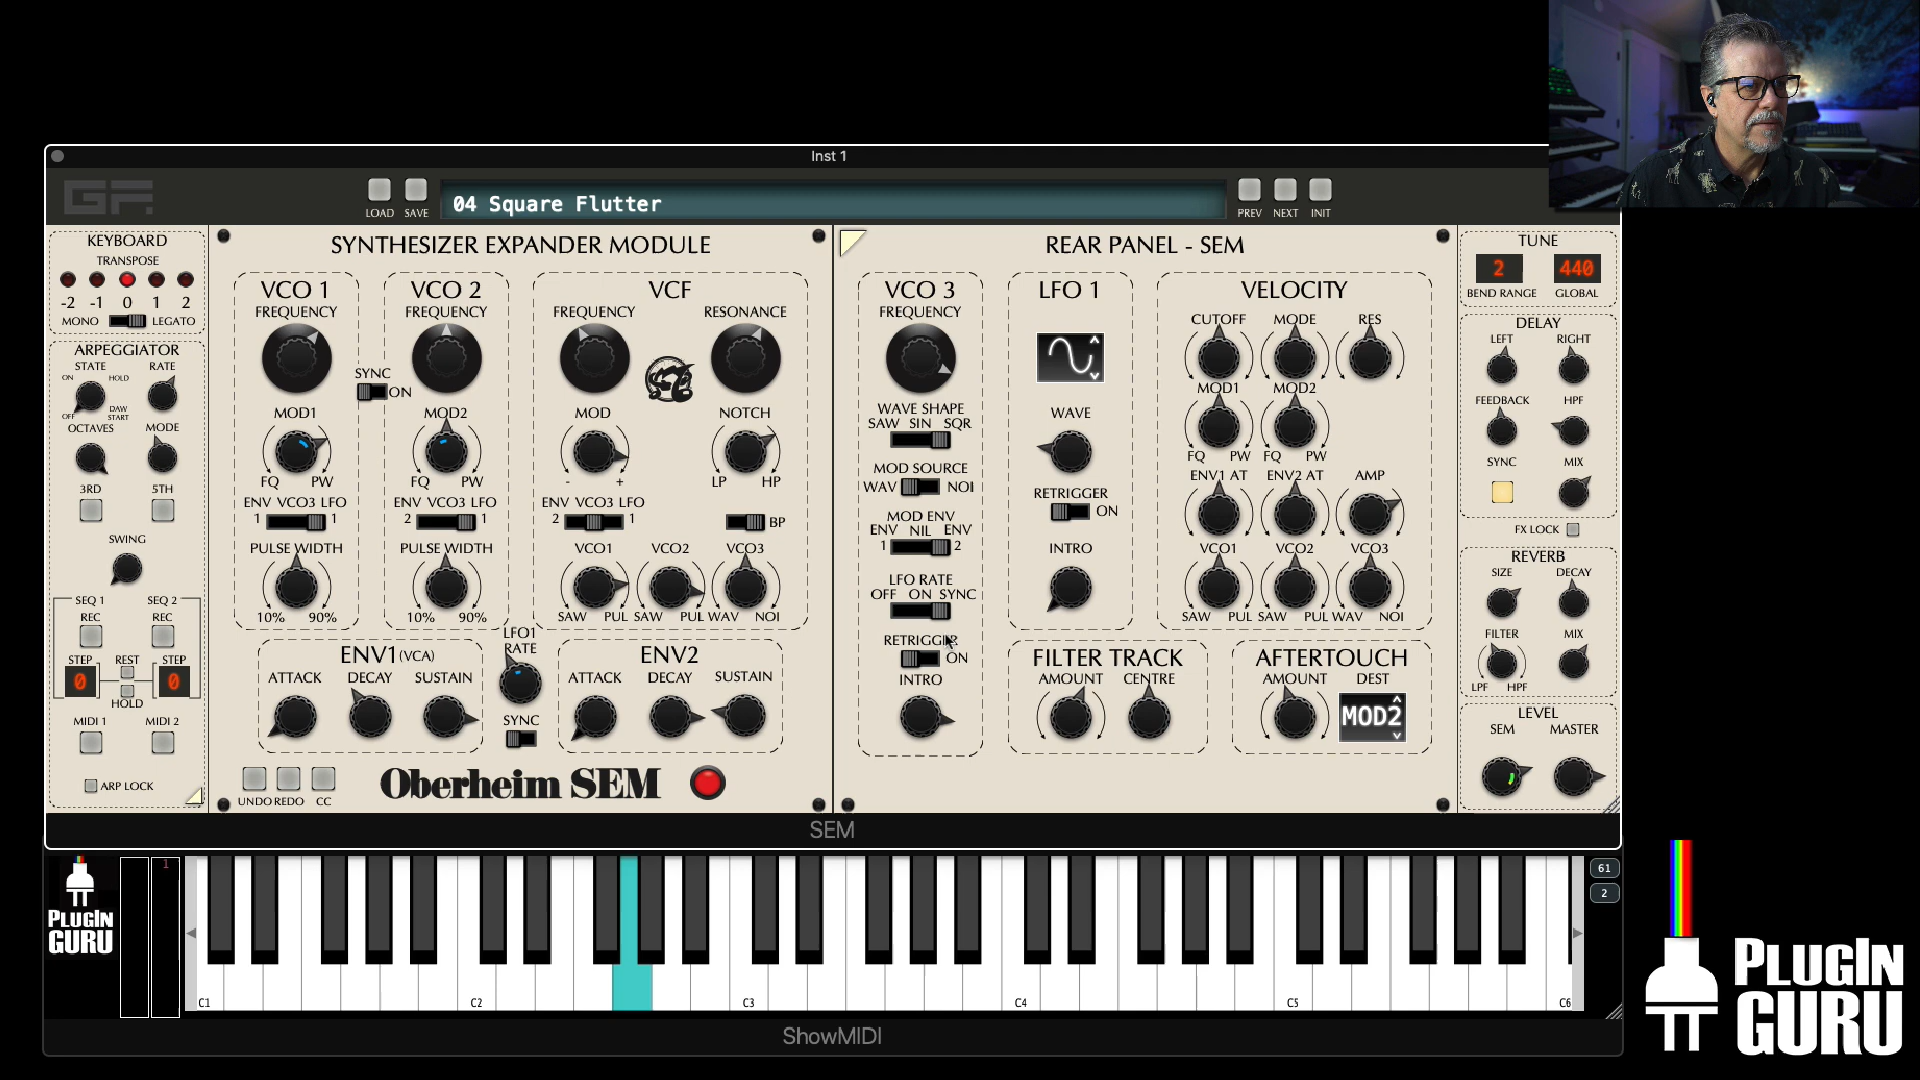 Inst 1
GF
LOAD SAVE
04 Square Flutter
PREV NEXT INIT
KEYBOARD
TRANSPOSE
-2 -1 0 1 2
MONO LEGATO
ARPEGGIATOR
STATE RATE
ON HOLD
OFF DAW START
OCTAVES MODE
3RD 5TH
SWING
SEQ 1 SEQ 2
REC REC
STEP REST STEP
0 0
HOLD
MIDI 1 MIDI 2
ARP LOCK
SYNTHESIZER EXPANDER MODULE
VCO 1
FREQUENCY
MOD1
FQ PW
ENV VCO3 LFO
1 1
PULSE WIDTH
10% 90%
SYNC
ON
VCO 2
FREQUENCY
MOD2
FQ PW
ENV VCO3 LFO
2 1
PULSE WIDTH
10% 90%
VCF
FREQUENCY RESONANCE
MOD NOTCH
- + LP HP
ENV VCO3 LFO
2 1 BP
VCO1 VCO2 VCO3
SAW PUL SAW PUL WAV NOI
ENV1 (VCA)
ATTACK DECAY SUSTAIN
LFO1
RATE
SYNC
ENV2
ATTACK DECAY SUSTAIN
UNDO REDO CC
Oberheim SEM
REAR PANEL - SEM
VCO 3
FREQUENCY
WAVE SHAPE
SAW SIN SQR
MOD SOURCE
WAV NOI
MOD ENV
ENV NIL ENV
1 2
LFO RATE
OFF ON SYNC
RETRIGGER
ON
INTRO
LFO 1
WAVE
RETRIGGER
ON
INTRO
VELOCITY
CUTOFF MODE RES
MOD1 MOD2
FQ PW FQ PW
ENV1 AT ENV2 AT AMP
VCO1 VCO2 VCO3
SAW PUL SAW PUL WAV NOI
FILTER TRACK
AMOUNT CENTRE
AFTERTOUCH
AMOUNT DEST
MOD2
TUNE
2 440
BEND RANGE GLOBAL
DELAY
LEFT RIGHT
FEEDBACK HPF
SYNC MIX
FX LOCK
REVERB
SIZE DECAY
FILTER MIX
LPF HPF
LEVEL
SEM MASTER
SEM
1
PLUGIN
GURU
C1 C2 C3 C4 C5 C6
61
2
ShowMIDI
PLUGIN
GURU